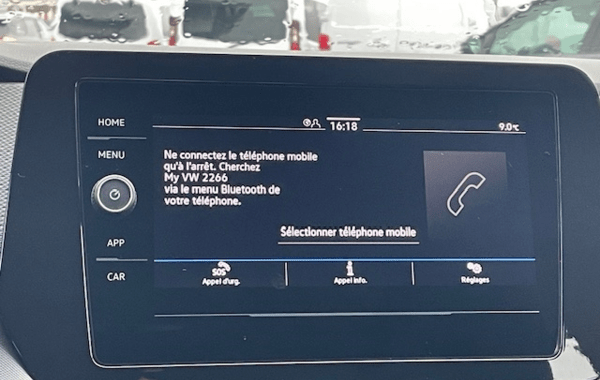 HOME
16:18
9.0℃
MENU
Ne connectez le téléphone mobile
qu'à l'arrêt. Cherchez
My VW 2266
via le menu Bluetooth de
votre téléphone.
Sélectionner téléphone mobile
APP
CAR
SOS
Appel d'urg.
Appel info.
Réglages